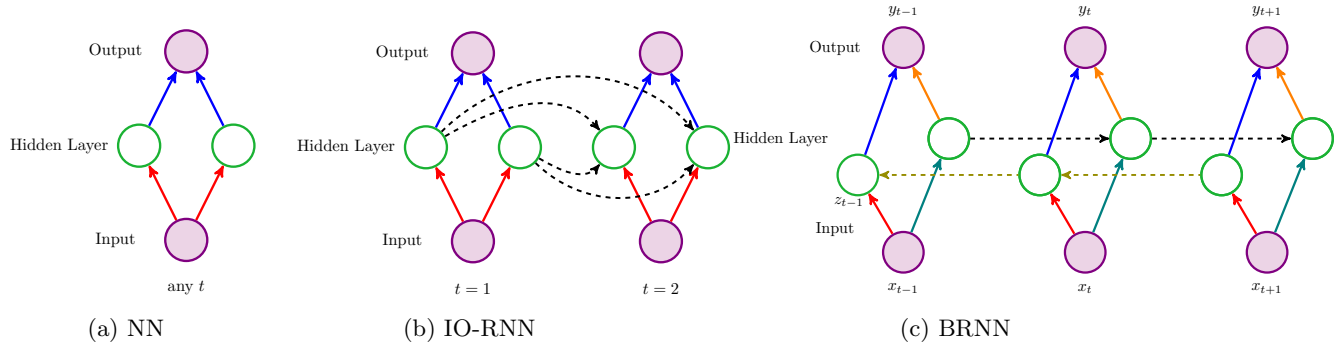 Output
Hidden Layer
Input
any t
(a) NN
Output
Hidden Layer
Input
t = 1
t = 2
(b) IO-RNN
y_{t-1}
y_t
y_{t+1}
Output
Hidden Layer
z_{t-1}
Input
x_{t-1}
x_t
x_{t+1}
(c) BRNN